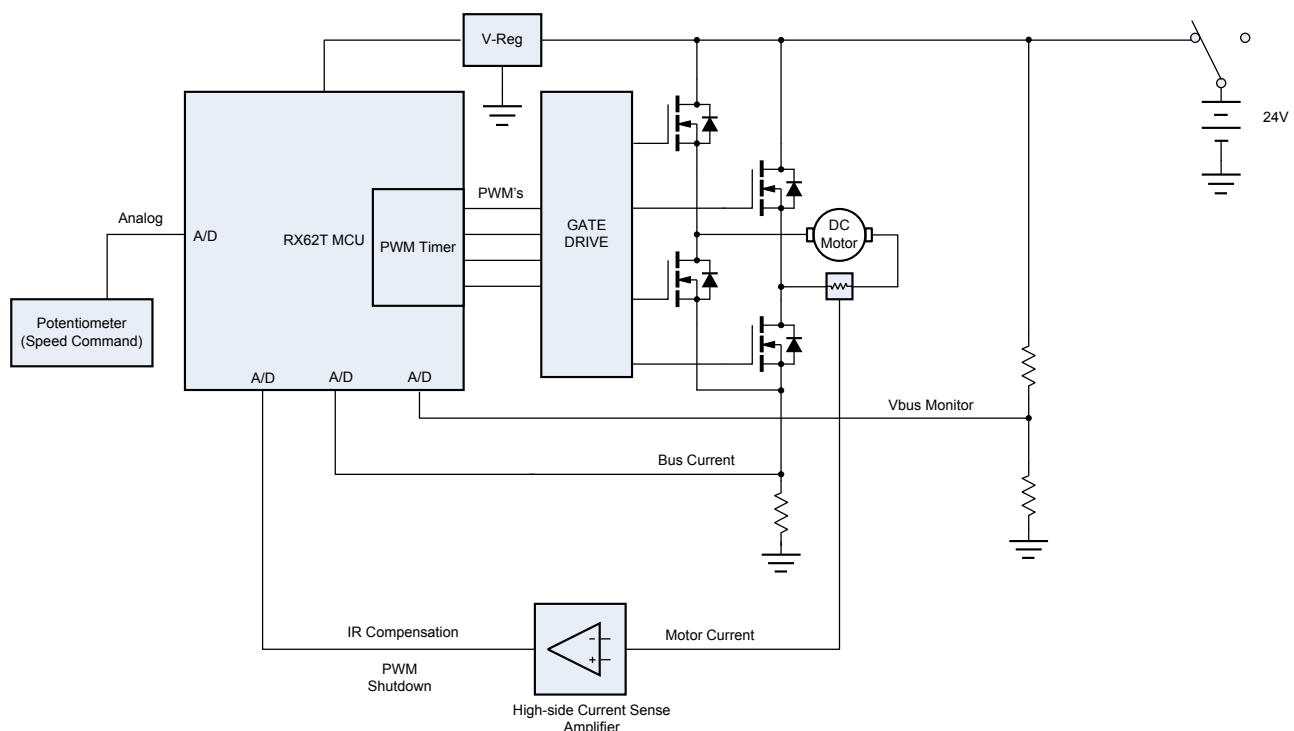 V-Reg
24V
PWM's
Analog
A/D
RX62T MCU
PWM Timer
GATE
DRIVE
DC
Motor
Potentiometer
(Speed Command)
A/D
A/D
A/D
Vbus Monitor
Bus Current
IR Compensation
Motor Current
PWM
Shutdown
High-side Current Sense
Amplifier